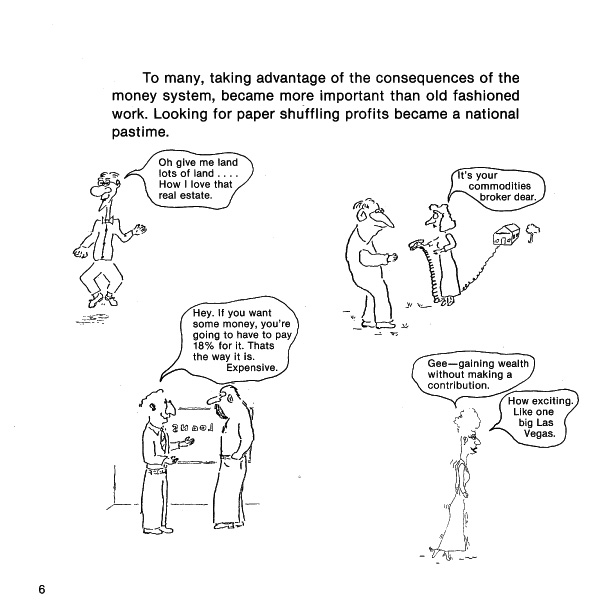 To many, taking advantage of the consequences of the
money system, became more important than old fashioned
work. Looking for paper shuffling profits became a national
pastime.
Oh give me land
lots of land . . . .
How I love that
real estate.
It's your
commodities
broker dear.
Hey. If you want
some money, you're
going to have to pay
18% for it. Thats
the way it is.
Expensive.
LOANS
Gee—gaining wealth
without making a
contribution.
How exciting.
Like one
big Las
Vegas.
6